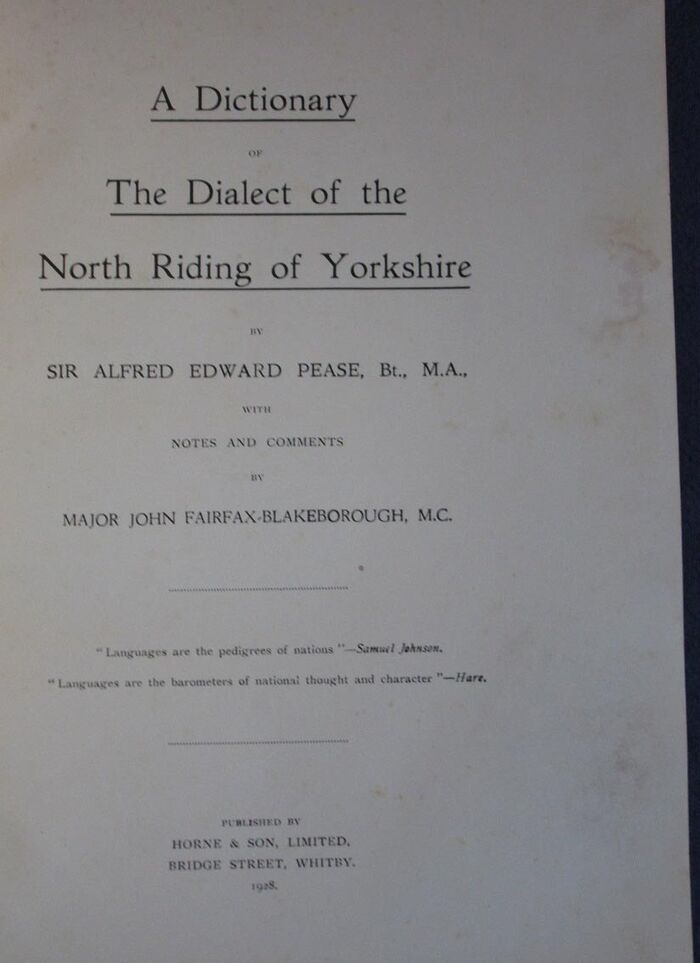 A Dictionary
OF
The Dialect of the
North Riding of Yorkshire
BY
SIR ALFRED EDWARD PEASE, Bt., M.A.,
WITH
NOTES AND COMMENTS
BY
MAJOR JOHN FAIRFAX-BLAKEBOROUGH, M.C.
"Languages are the pedigrees of nations"—Samuel Johnson.
"Languages are the barometers of national thought and character"—Hare.
PUBLISHED BY
HORNE & SON, LIMITED,
BRIDGE STREET, WHITBY.
1928.